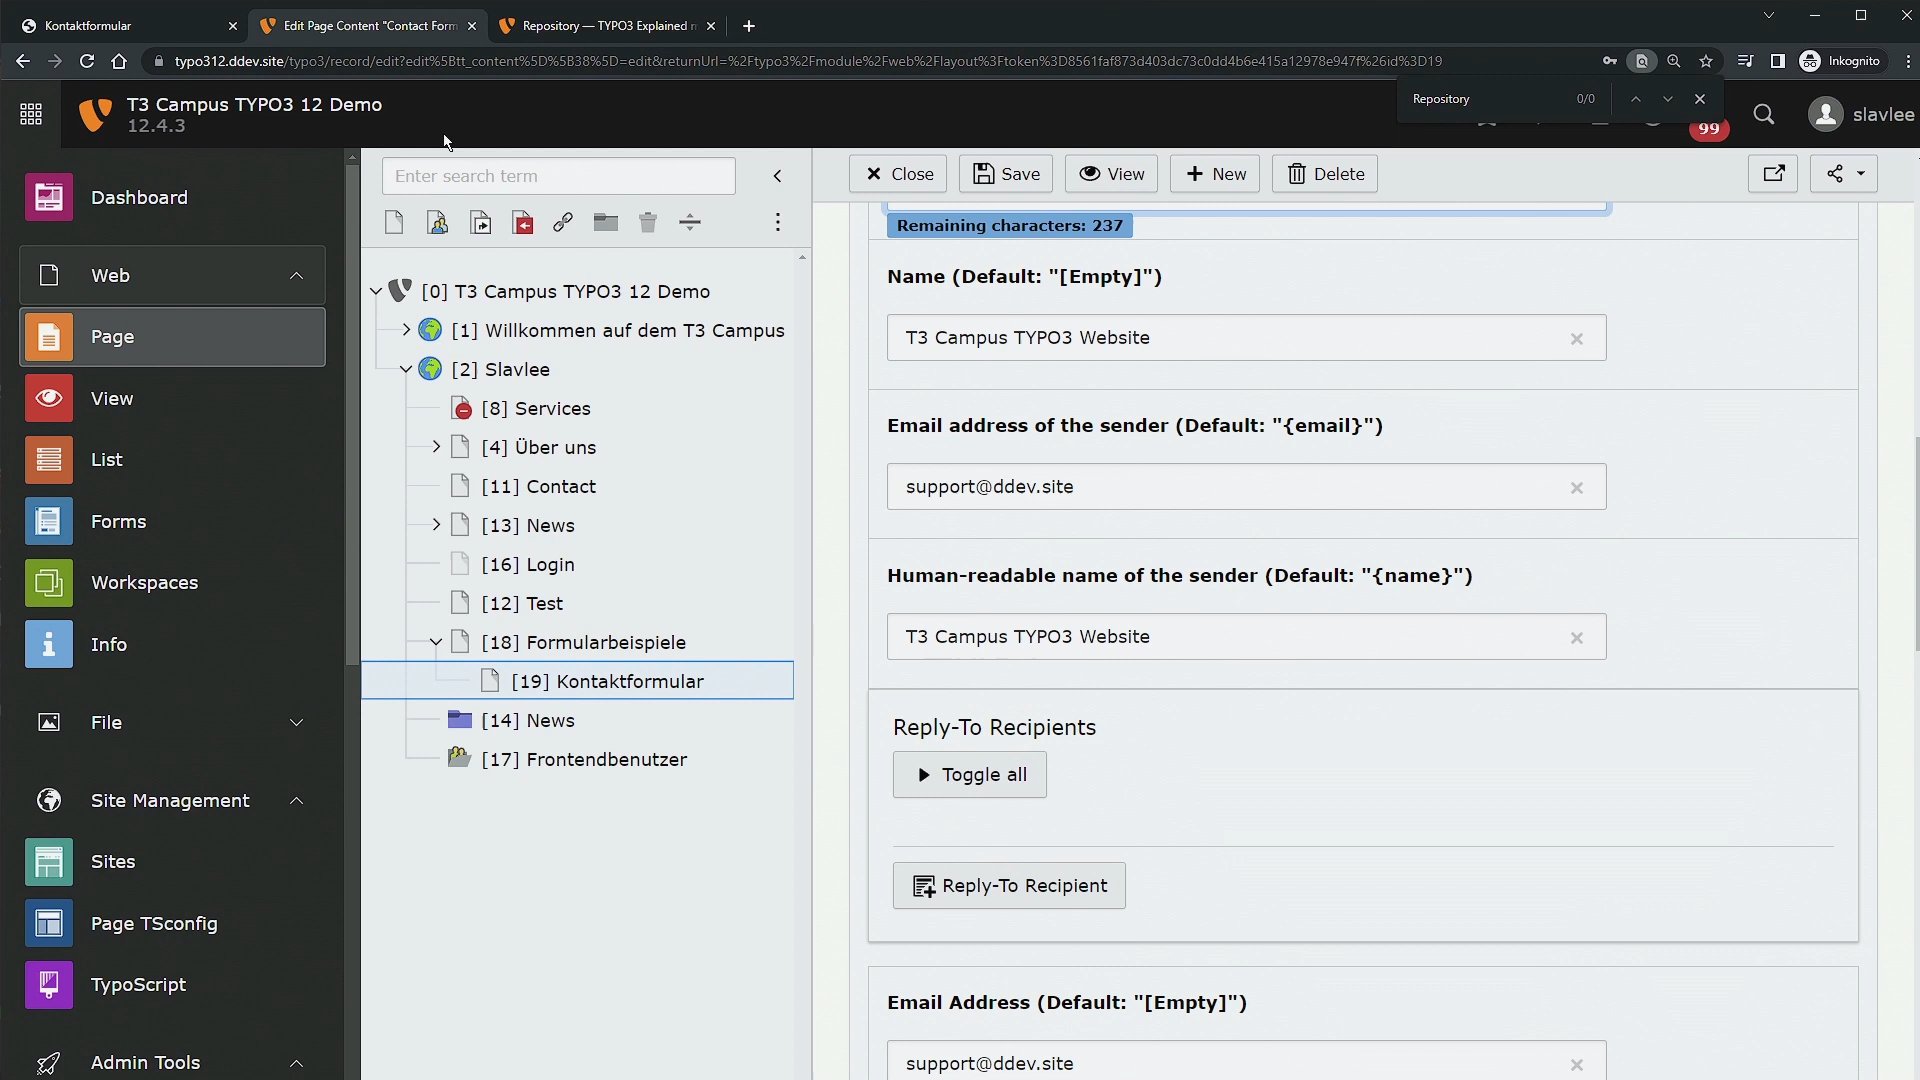 Kontaktformular
Edit Page Content "Contact Form
Repository — TYPO3 Explained
typo312.ddev.site/typo3/record/edit?edit%5Btt_content%5D%5B38%5D=edit&returnUrl=%2Ftypo3%2Fmodule%2Fweb%2Flayout%3Ftoken%3D8561faf873d403dc73c0dd4b6e415a12978e947f%26id%3D19
Inkognito
Repository
0/0
T3 Campus TYPO3 12 Demo
12.4.3
99
slavlee
Dashboard
Web
Page
View
List
Forms
Workspaces
Info
File
Site Management
Sites
Page TSconfig
TypoScript
Admin Tools
Enter search term
[0] T3 Campus TYPO3 12 Demo
[1] Willkommen auf dem T3 Campus
[2] Slavlee
[8] Services
[4] Über uns
[11] Contact
[13] News
[16] Login
[12] Test
[18] Formularbeispiele
[19] Kontaktformular
[14] News
[17] Frontendbenutzer
Close
Save
View
New
Delete
Remaining characters: 237
Name (Default: "[Empty]")
T3 Campus TYPO3 Website
Email address of the sender (Default: "{email}")
support@ddev.site
Human-readable name of the sender (Default: "{name}")
T3 Campus TYPO3 Website
Reply-To Recipients
Toggle all
Reply-To Recipient
Email Address (Default: "[Empty]")
support@ddev.site